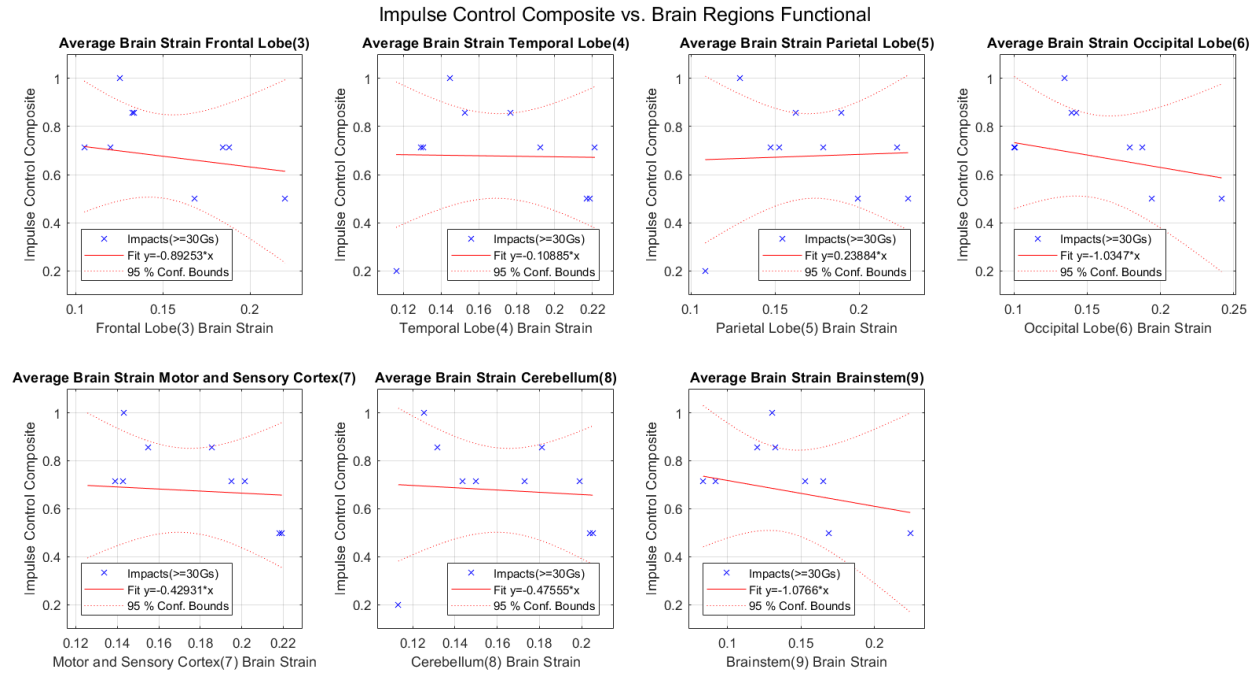 Impulse Control Composite vs. Brain Regions Functional
Average Brain Strain Frontal Lobe(3)
Impulse Control Composite
1
0.8
0.6
0.4
0.2
Impacts(>=30Gs)
Fit y=-0.89253*x
95 % Conf. Bounds
0.1 0.15 0.2
Frontal Lobe(3) Brain Strain
Average Brain Strain Temporal Lobe(4)
Impulse Control Composite
1
0.8
0.6
0.4
0.2
Impacts(>=30Gs)
Fit y=-0.10885*x
95 % Conf. Bounds
0.12 0.14 0.16 0.18 0.2 0.22
Temporal Lobe(4) Brain Strain
Average Brain Strain Parietal Lobe(5)
Impulse Control Composite
1
0.8
0.6
0.4
0.2
Impacts(>=30Gs)
Fit y=0.23884*x
95 % Conf. Bounds
0.1 0.15 0.2
Parietal Lobe(5) Brain Strain
Average Brain Strain Occipital Lobe(6)
Impulse Control Composite
1
0.8
0.6
0.4
0.2
Impacts(>=30Gs)
Fit y=-1.0347*x
95 % Conf. Bounds
0.1 0.15 0.2 0.25
Occipital Lobe(6) Brain Strain
Average Brain Strain Motor and Sensory Cortex(7)
Impulse Control Composite
1
0.8
0.6
0.4
0.2
Impacts(>=30Gs)
Fit y=-0.42931*x
95 % Conf. Bounds
0.12 0.14 0.16 0.18 0.2 0.22
Motor and Sensory Cortex(7) Brain Strain
Average Brain Strain Cerebellum(8)
Impulse Control Composite
1
0.8
0.6
0.4
0.2
Impacts(>=30Gs)
Fit y=-0.47555*x
95 % Conf. Bounds
0.12 0.14 0.16 0.18 0.2
Cerebellum(8) Brain Strain
Average Brain Strain Brainstem(9)
Impulse Control Composite
1
0.8
0.6
0.4
0.2
Impacts(>=30Gs)
Fit y=-1.0766*x
95 % Conf. Bounds
0.1 0.15 0.2
Brainstem(9) Brain Strain